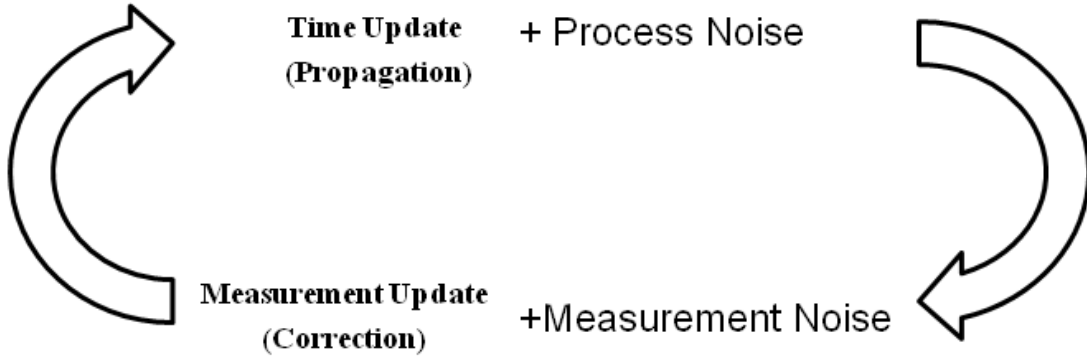 Time Update + Process Noise
(Propagation)
Measurement Update +Measurement Noise
(Correction)